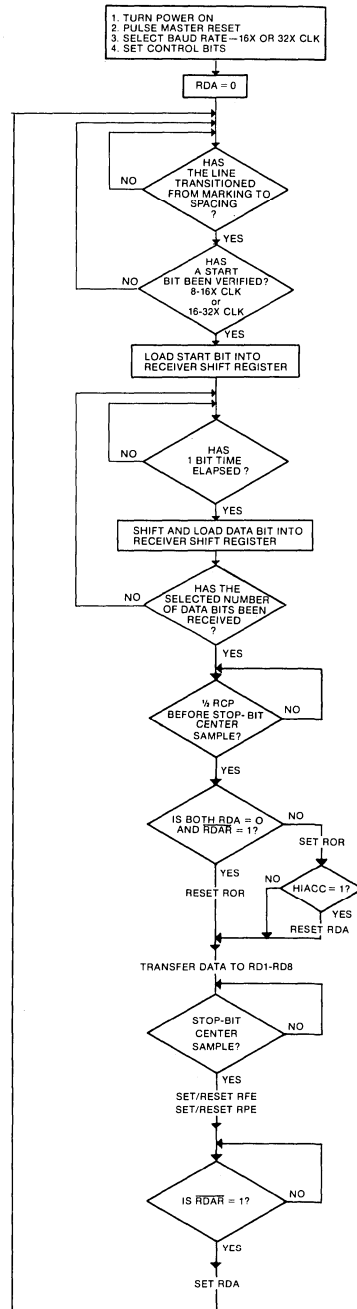 1. TURN POWER ON
2. PULSE MASTER RESET
3. SELECT BAUD RATE – 16X OR 32X CLK
4. SET CONTROL BITS
RDA = 0
HAS
THE LINE
TRANSITIONED
FROM MARKING TO
SPACING
?
NO
YES
HAS
A START
BIT BEEN VERIFIED?
8-16X CLK
or
16-32X CLK
NO
YES
LOAD START BIT INTO
RECEIVER SHIFT REGISTER
HAS
1 BIT TIME
ELAPSED ?
NO
YES
SHIFT AND LOAD DATA BIT INTO
RECEIVER SHIFT REGISTER
HAS THE
SELECTED NUMBER
OF DATA BITS BEEN
RECEIVED
?
NO
YES
½ RCP
BEFORE STOP-BIT
CENTER
SAMPLE?
NO
YES
IS BOTH RDA = 0
AND R̅D̅A̅R̅ = 1?
NO
SET ROR
YES
RESET ROR
NO
HIACC = 1?
YES
RESET RDA
TRANSFER DATA TO RD1-RD8
STOP-BIT
CENTER
SAMPLE?
NO
YES
SET/RESET RFE
SET/RESET RPE
IS R̅D̅A̅R̅ = 1?
NO
YES
SET RDA